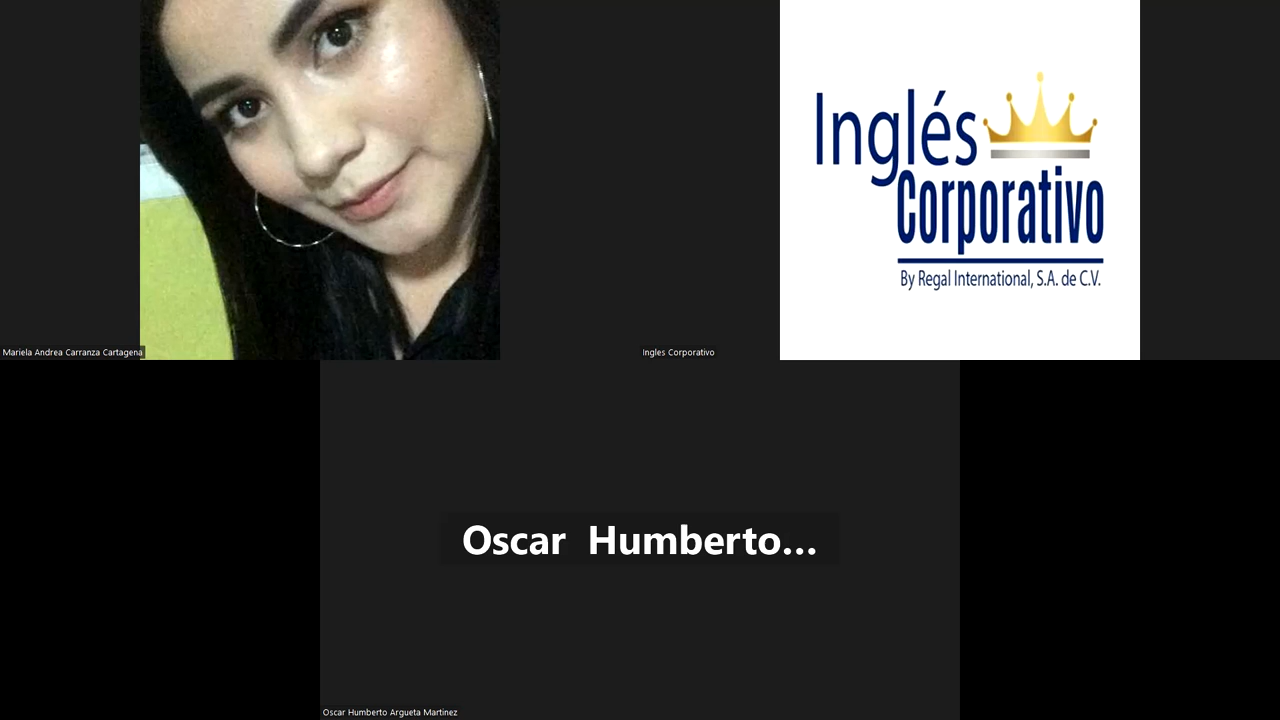 Inglés
Corporativo
By Regal International, S.A. de C.V.
Mariela Andrea Carranza Cartagena
Ingles Corporativo
Oscar Humberto...
Oscar Humberto Argueta Martinez